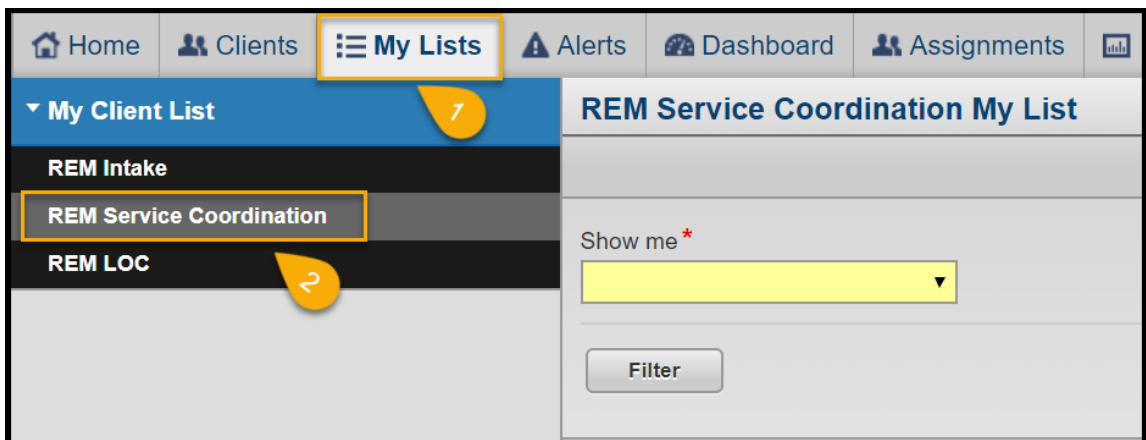 Home Clients My Lists Alerts Dashboard Assignments
My Client List
1
REM Service Coordination My List
REM Intake
REM Service Coordination
REM LOC
2
Show me*
Filter